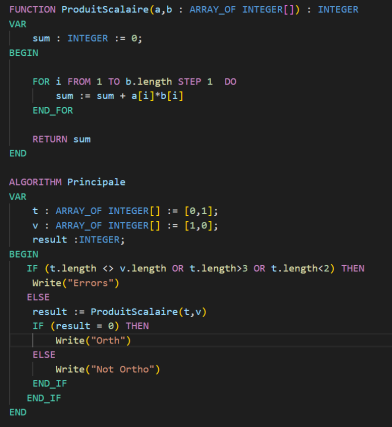 FUNCTION ProduitScalaire(a,b : ARRAY_OF INTEGER[]) : INTEGER
VAR
    sum : INTEGER := 0;
BEGIN

    FOR i FROM 1 TO b.length STEP 1  DO
        sum := sum + a[i]*b[i]
    END_FOR

    RETURN sum
END

ALGORITHM Principale
VAR
    t : ARRAY_OF INTEGER[] := [0,1];
    v : ARRAY_OF INTEGER[] := [1,0];
    result :INTEGER;
BEGIN
   IF (t.length <> v.length OR t.length>3 OR t.length<2) THEN
    Write("Errors")
   ELSE
    result := ProduitScalaire(t,v)
    IF (result = 0) THEN
        Write("Orth")
    ELSE
        Write("Not Ortho")
    END_IF
   END_IF
END